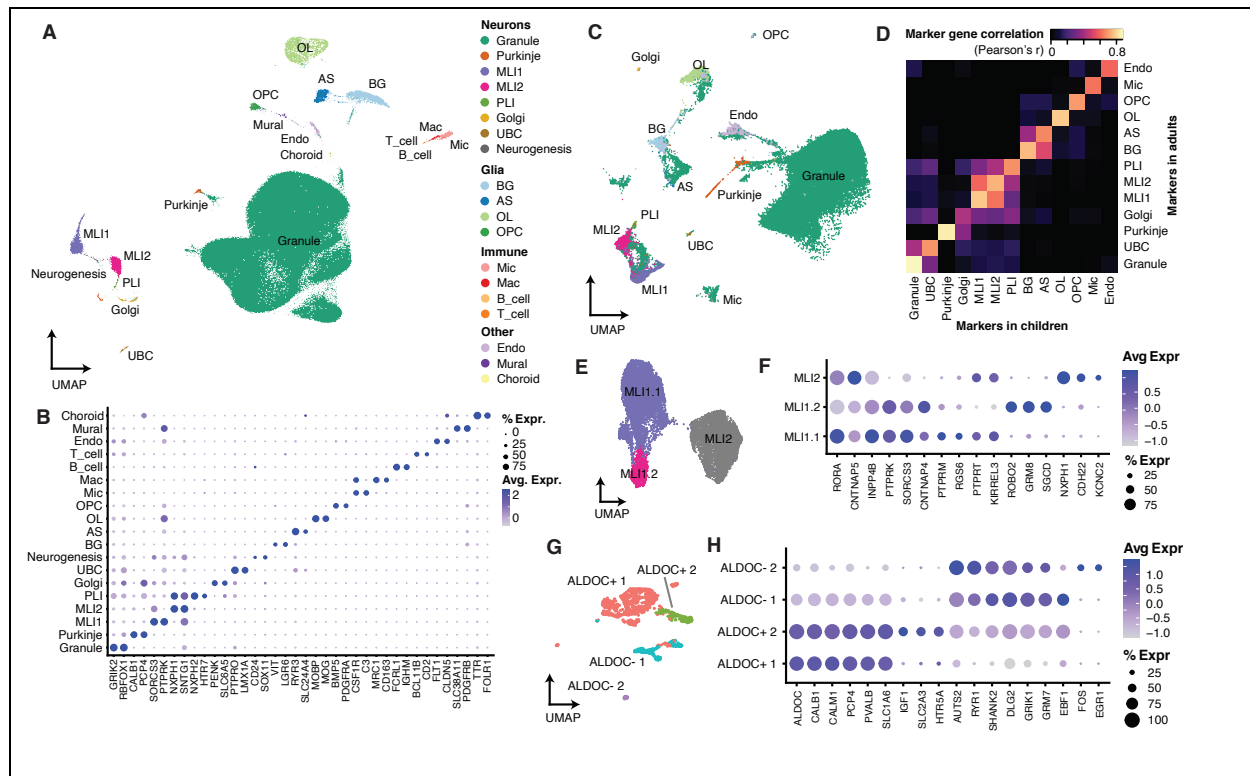 A
OL
AS
BG
OPC
Mural
Endo
Choroid
Mac
T_cell
Mic
B_cell
Purkinje
Granule
MLI1
MLI2
Neurogenesis
PLI
Golgi
UBC
UMAP
Neurons
Granule
Purkinje
MLI1
MLI2
PLI
Golgi
UBC
Neurogenesis
Glia
BG
AS
OL
OPC
Immune
Mic
Mac
B_cell
T_cell
Other
Endo
Mural
Choroid
C
OPC
Golgi
OL
BG
Endo
AS
Purkinje
Granule
PLI
MLI2
UBC
MLI1
Mic
UMAP
D
Marker gene correlation
(Pearson's r)
0 0.8
Endo
Mic
OPC
OL
AS
BG
PLI
MLI2
MLI1
Golgi
Purkinje
UBC
Granule
Markers in adults
Granule
UBC
Purkinje
Golgi
MLI1
MLI2
PLI
BG
AS
OL
OPC
Mic
Endo
Markers in children
B
Choroid
Mural
Endo
T_cell
B_cell
Mac
Mic
OPC
OL
AS
BG
Neurogenesis
UBC
Golgi
PLI
MLI2
MLI1
Purkinje
Granule
GRIK2
RBFOX1
CALB1
PCP4
SORCS3
PTPRK
NXPH1
SNTG1
NXPH2
HTR7
PENK
SLC6A5
PTPRO
LMX1A
CD24
SOX11
VIT
LGR6
RYR3
SLC24A4
MOBP
MOG
BMP5
PDGFRA
CSF1R
C3
MRC1
CD163
FCRL1
IGHM
BCL11B
CD2
FLT1
CLDN5
SLC38A11
PDGFRB
TTR
FOLR1
% Expr.
0
25
50
75
Avg. Expr.
2
0
E
MLI1.1
MLI2
MLI1.2
UMAP
F
MLI2
MLI1.2
MLI1.1
RORA
CNTNAP5
INPP4B
PTPRK
SORCS3
CNTNAP4
PTPRM
RGS6
PTPRT
KIRREL3
ROBO2
GRM8
SGCD
NXPH1
CDH22
KCNC2
Avg Expr
0.5
0.0
-0.5
-1.0
% Expr
25
50
75
G
ALDOC+ 2
ALDOC+ 1
ALDOC- 1
ALDOC- 2
UMAP
H
ALDOC- 2
ALDOC- 1
ALDOC+ 2
ALDOC+ 1
ALDOC
CALB1
CALM1
PCP4
PVALB
SLC1A6
IGF1
SLC2A3
HTR5A
AUTS2
RYR1
SHANK2
DLG2
GRIK1
GRM7
EBF1
FOS
EGR1
Avg Expr
1.0
0.5
0.0
-0.5
-1.0
% Expr
25
50
75
100